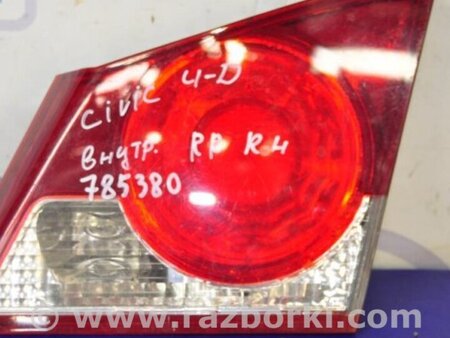 civic 4-D
внутр. RP R4
785380
www.razborki.com